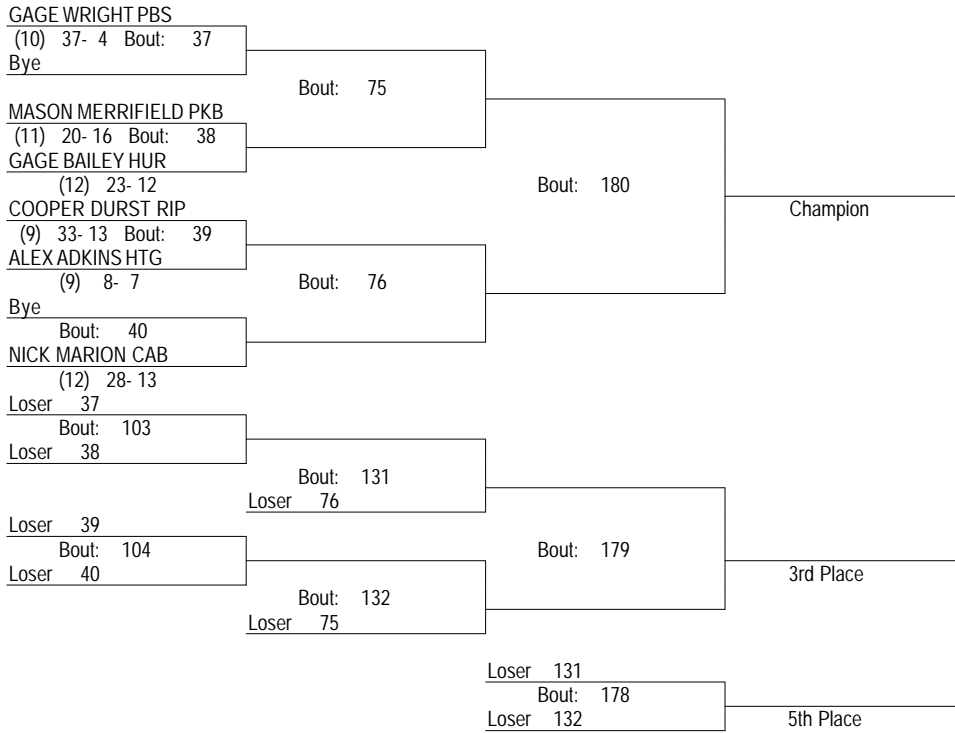 GAGE WRIGHT PBS
(10) 37- 4 Bout: 37
Bye
Bout: 75
MASON MERRIFIELD PKB
(11) 20- 16 Bout: 38
GAGE BAILEY HUR
(12) 23- 12
Bout: 180
COOPER DURST RIP
Champion
(9) 33- 13 Bout: 39
ALEX ADKINS HTG
(9) 8- 7
Bout: 76
Bye
Bout: 40
NICK MARION CAB
(12) 28- 13
Loser 37
Bout: 103
Loser 38
Bout: 131
Loser 76
Loser 39
Bout: 104
Bout: 179
Loser 40
3rd Place
Bout: 132
Loser 75
Loser 131
Bout: 178
Loser 132
5th Place